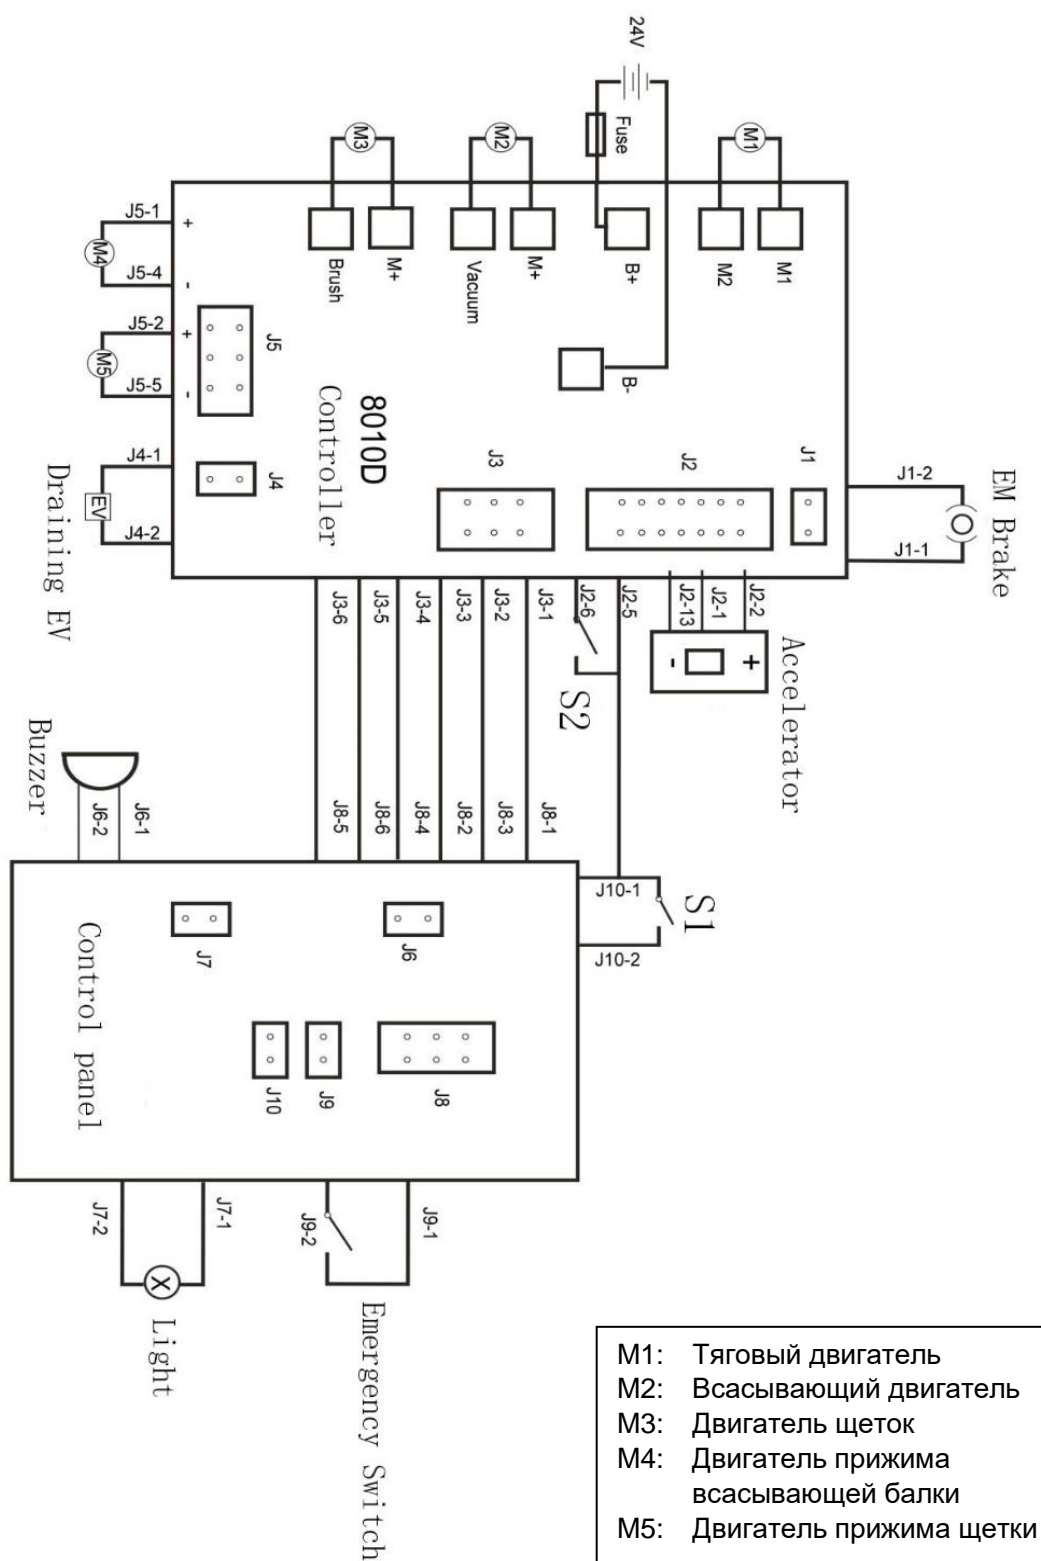 24V
Fuse
M3
M2
M1
Brush
M+
Vacuum
M+
B+
M2
M1
B-
J5-1
M4
J5-4
+
-
J5-2
M5
J5-5
+
-
J5
J4-1
EV
J4-2
J4
Draining EV
8010D
Controller
J3
J2
J1
J1-2
J1-1
EM Brake
J3-6
J3-5
J3-4
J3-3
J3-2
J3-1
J2-6
J2-5
J2-13
J2-1
J2-2
-
+
Accelerator
S2
Buzzer
J6-2
J6-1
J8-5
J8-6
J8-4
J8-2
J8-3
J8-1
J10-1
J10-2
S1
Control panel
J7
J6
J10
J9
J8
J7-2
J7-1
J9-2
J9-1
X
Light
Emergency Switch
M1: Тяговый двигатель
M2: Всасывающий двигатель
M3: Двигатель щеток
M4: Двигатель прижима
всасывающей балки
M5: Двигатель прижима щетки